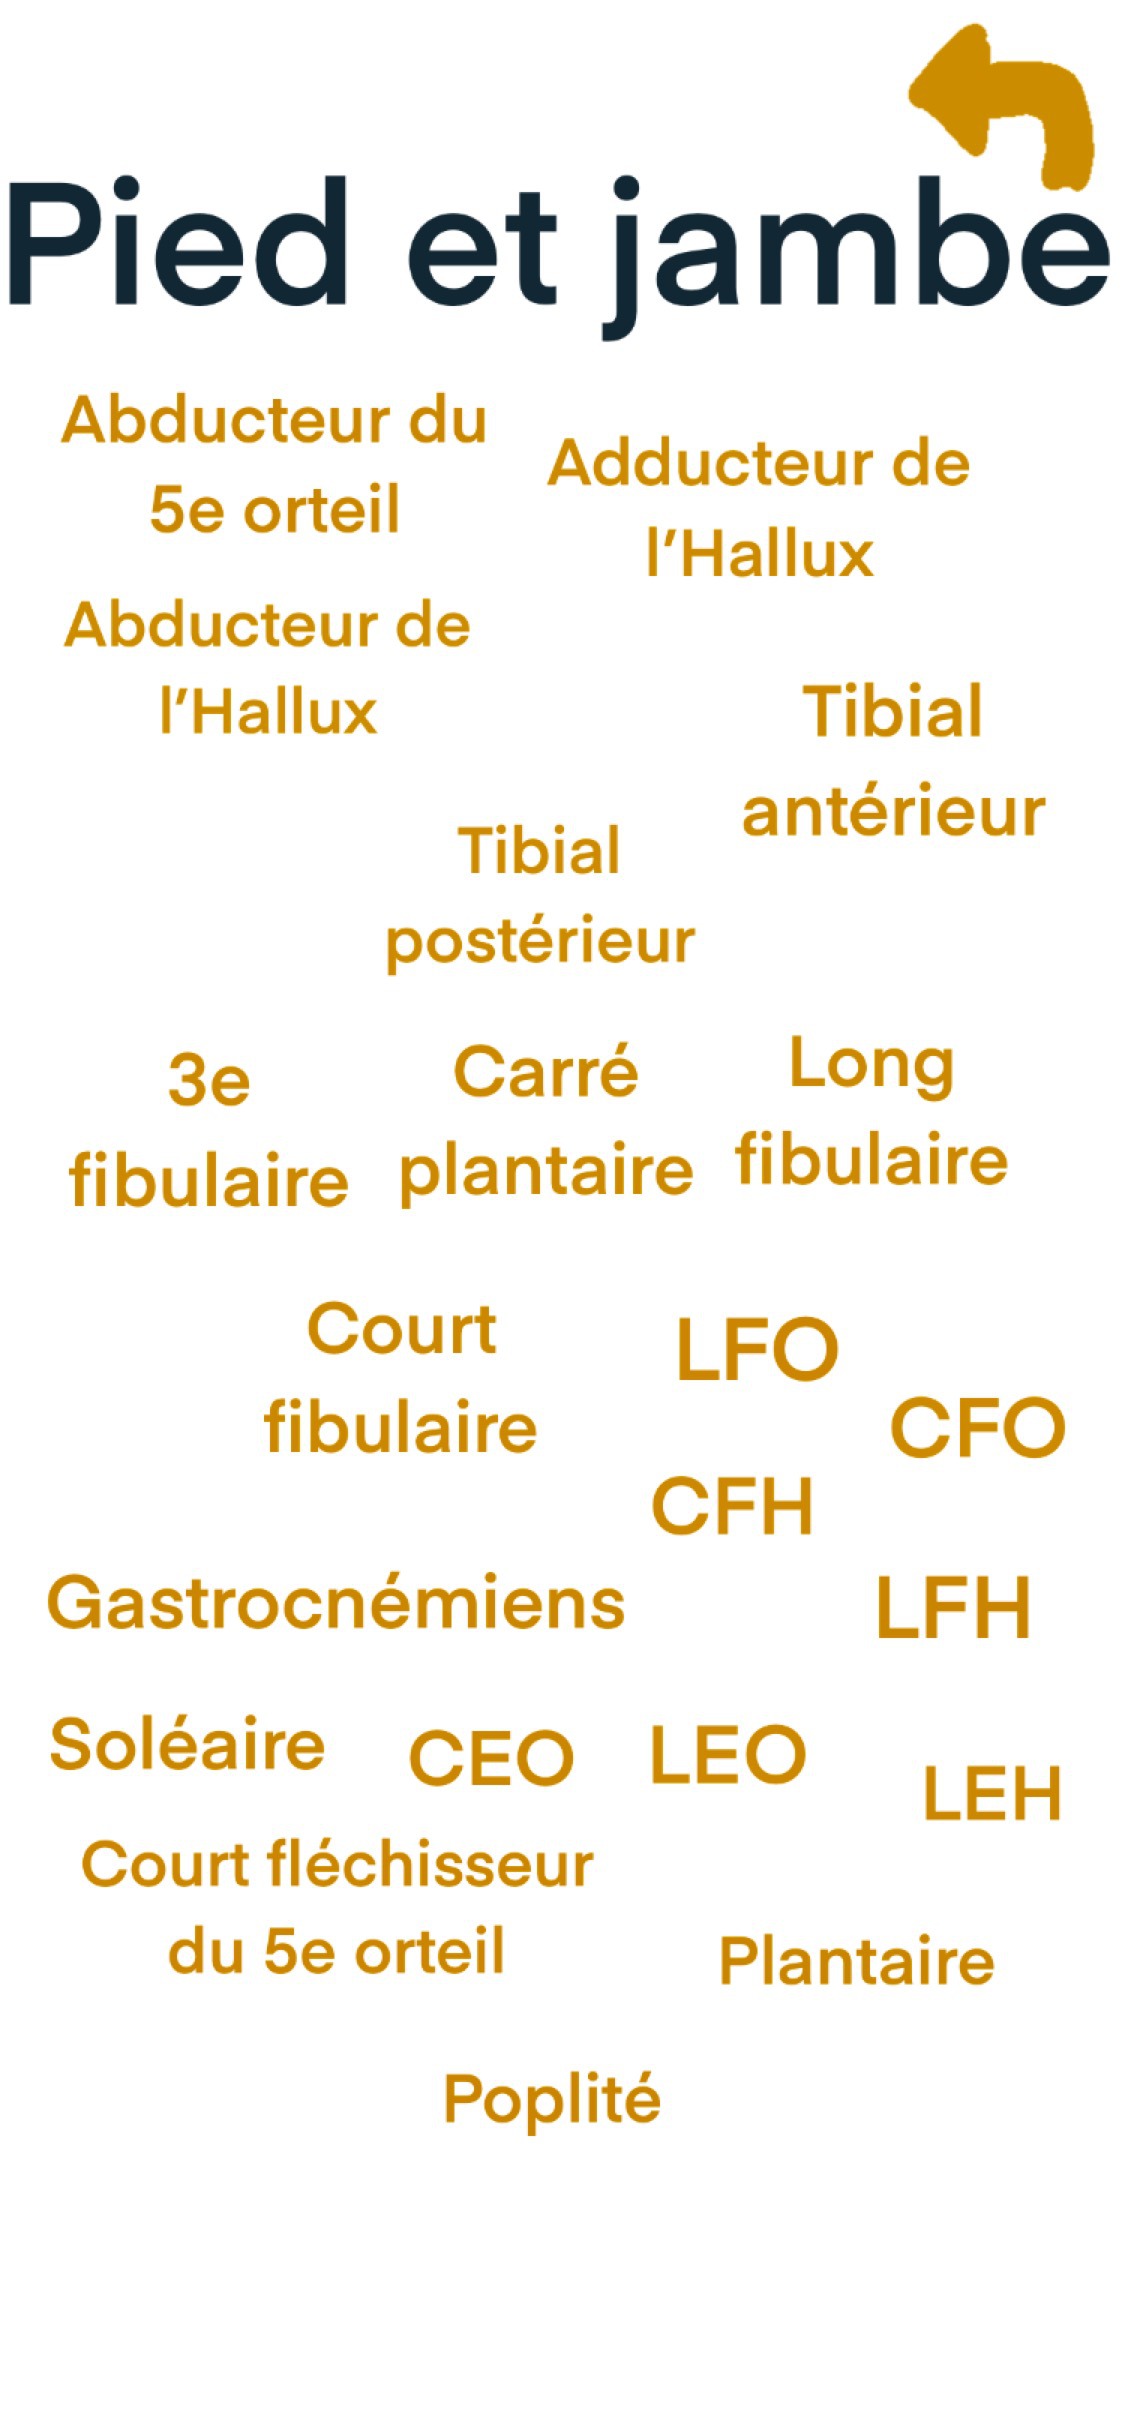 Pied et jambe
Abducteur du
5e orteil
Adducteur de
l'Hallux
Abducteur de
l'Hallux
Tibial
antérieur
Tibial
postérieur
3e
fibulaire
Carré
plantaire
Long
fibulaire
Court
fibulaire
LFO
CFO
CFH
Gastrocnémiens
LFH
Soléaire
CEO
LEO
LEH
Court fléchisseur
du 5e orteil
Plantaire
Poplité